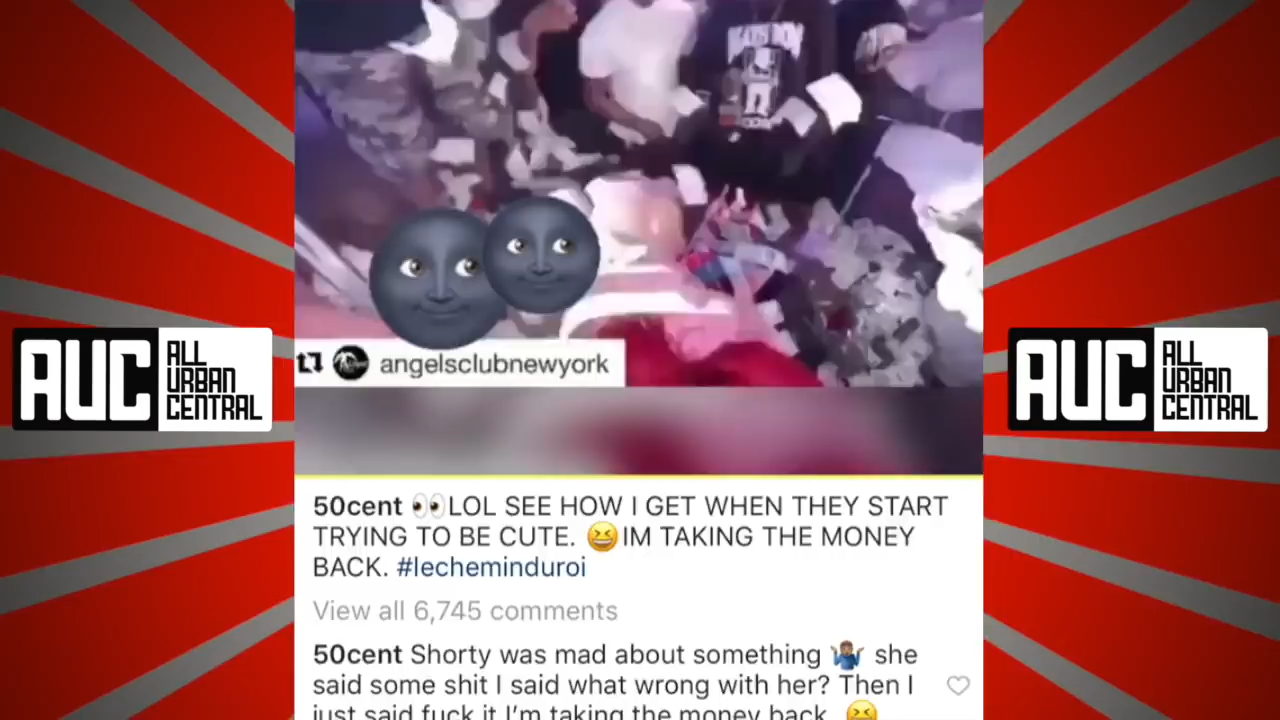 angelsclubnewyork
AUC ALL
URBAN
CENTRAL
AUC ALL
URBAN
CENTRAL
50cent 👀LOL SEE HOW I GET WHEN THEY START
TRYING TO BE CUTE. 😆IM TAKING THE MONEY
BACK. #lecheminduroi
View all 6,745 comments
50cent Shorty was mad about something 🤷🏾‍♂️ she
said some shit I said what wrong with her? Then I
just said fuck it I'm taking the money back. 😆